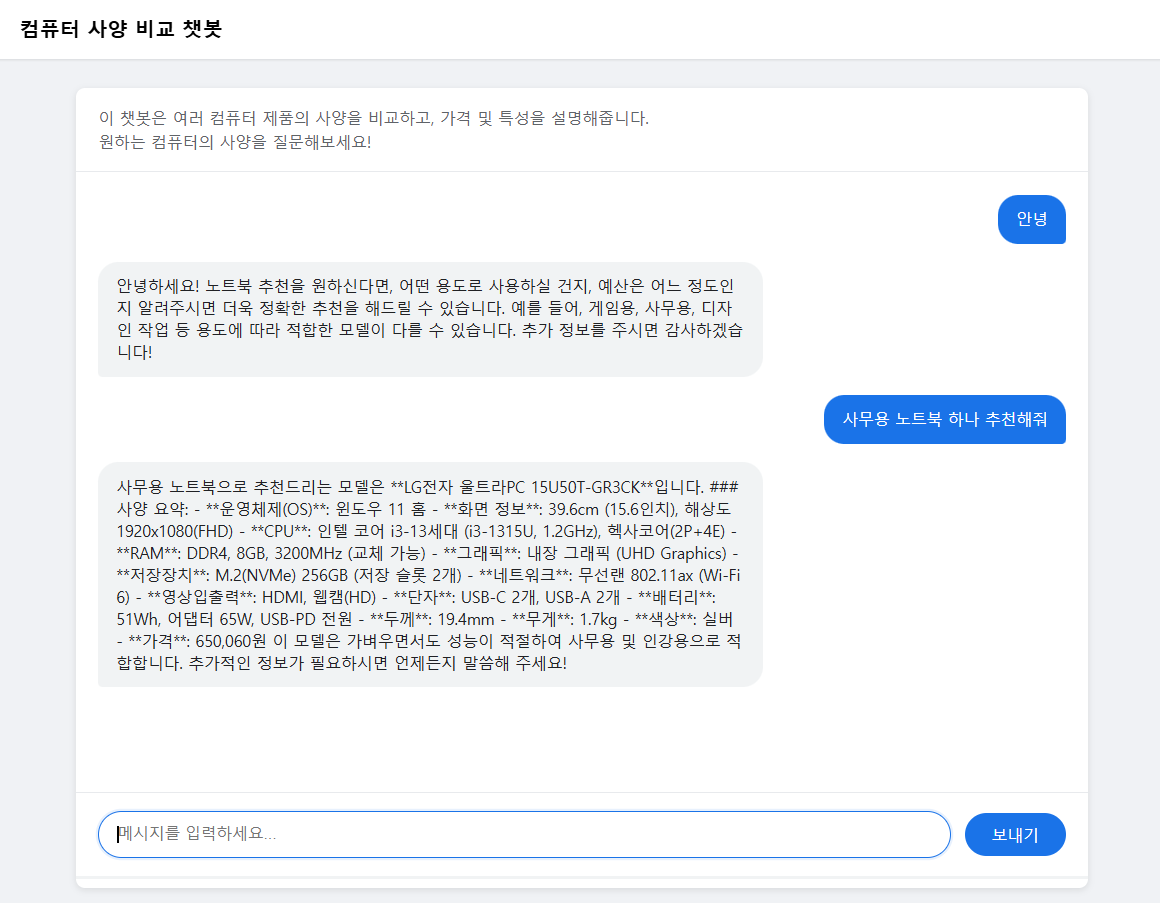 컴퓨터 사양 비교 챗봇
이 챗봇은 여러 컴퓨터 제품의 사양을 비교하고, 가격 및 특성을 설명해줍니다.
원하는 컴퓨터의 사양을 질문해보세요!
안녕
안녕하세요! 노트북 추천을 원하신다면, 어떤 용도로 사용하실 건지, 예산은 어느 정도인
지 알려주시면 더욱 정확한 추천을 해드릴 수 있습니다. 예를 들어, 게임용, 사무용, 디자
인 작업 등 용도에 따라 적합한 모델이 다를 수 있습니다. 추가 정보를 주시면 감사하겠습
니다!
사무용 노트북 하나 추천해줘
사무용 노트북으로 추천드리는 모델은 **LG전자 울트라PC 15U50T-GR3CK**입니다. ###
사양 요약: - **운영체제(OS)**: 윈도우 11 홈 - **화면 정보**: 39.6cm (15.6인치), 해상도
1920x1080(FHD) - **CPU**: 인텔 코어 i3-13세대 (i3-1315U, 1.2GHz), 헥사코어(2P+4E) -
**RAM**: DDR4, 8GB, 3200MHz (교체 가능) - **그래픽**: 내장 그래픽 (UHD Graphics) -
**저장장치**: M.2(NVMe) 256GB (저장 슬롯 2개) - **네트워크**: 무선랜 802.11ax (Wi-Fi
6) - **영상입출력**: HDMI, 웹캠(HD) - **단자**: USB-C 2개, USB-A 2개 - **배터리**:
51Wh, 어댑터 65W, USB-PD 전원 - **두께**: 19.4mm - **무게**: 1.7kg - **색상**: 실버
- **가격**: 650,060원 이 모델은 가벼우면서도 성능이 적절하여 사무용 및 인강용으로 적
합합니다. 추가적인 정보가 필요하시면 언제든지 말씀해 주세요!
메시지를 입력하세요...
보내기